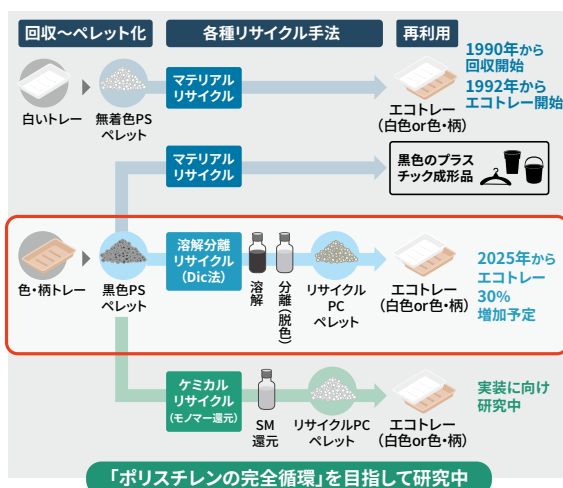 回収～ペレット化
各種リサイクル手法
再利用
白いトレー
無着色PS
ペレット
マテリアル
リサイクル
エコトレー
(白色or色・柄)
1990年から
回収開始
1992年から
エコトレー開始
マテリアル
リサイクル
黒色のプラス
チック成形品
色・柄トレー
黒色PS
ペレット
溶解分離
リサイクル
(Dic法)
溶解
分離(脱色)
リサイクル
PC
ペレット
エコトレー
(白色or色・柄)
2025年から
エコトレー
30%
増加予定
ケミカル
リサイクル
(モノマー還元)
SM
還元
リサイクルPC
ペレット
エコトレー
(白色or色・柄)
実装に向け
研究中
「ポリスチレンの完全循環」を目指して研究中